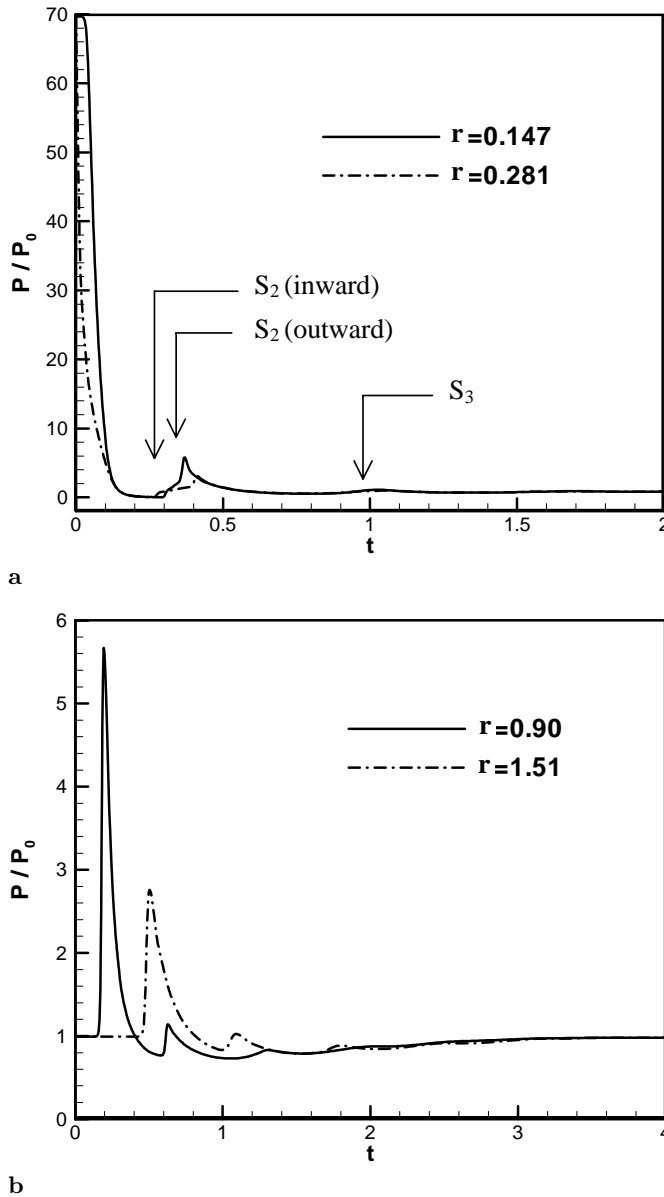 70
60
50
40
30
20
10
0
P / P0
r=0.147
r=0.281
S2 (inward)
S2 (outward)
S3
0 0.5 1 1.5 2
t
a
6
5
4
3
2
1
0
P / P0
r=0.90
r=1.51
0 1 2 3 4
t
b